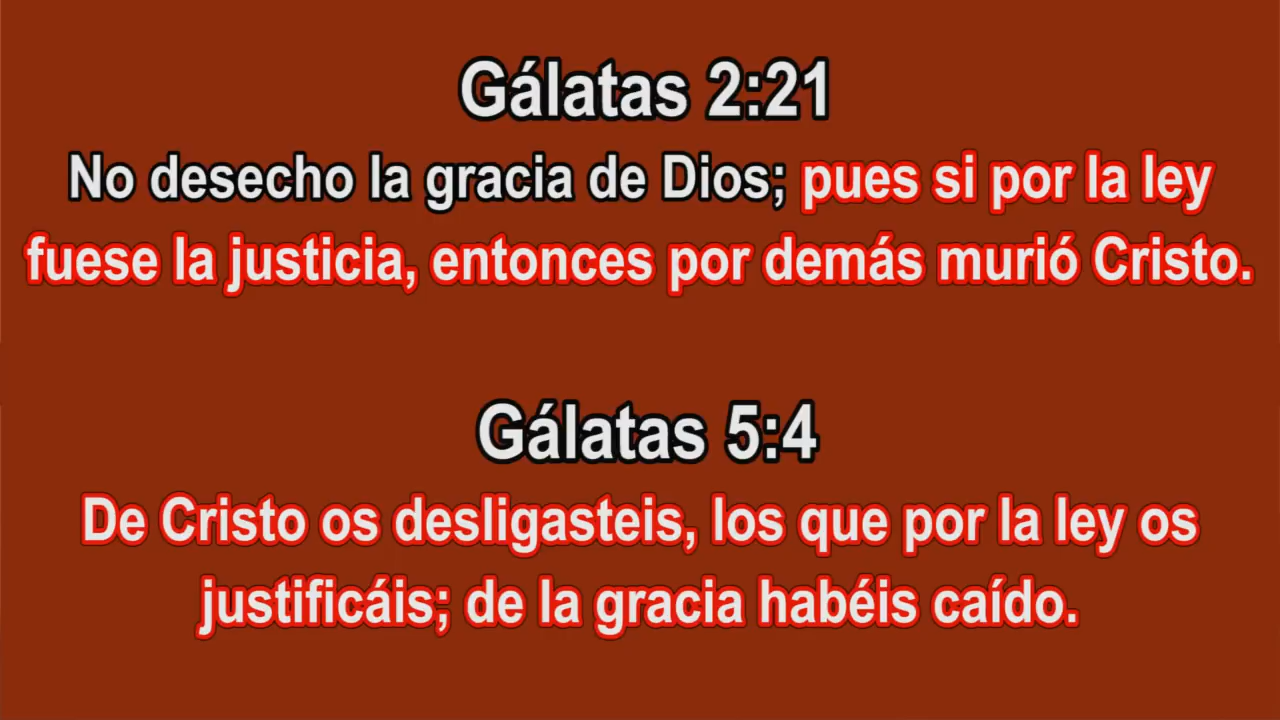 Gálatas 2:21
No desecho la gracia de Dios; pues si por la ley
fuese la justicia, entonces por demás murió Cristo.
Gálatas 5:4
De Cristo os desligasteis, los que por la ley os
justificáis; de la gracia habéis caído.